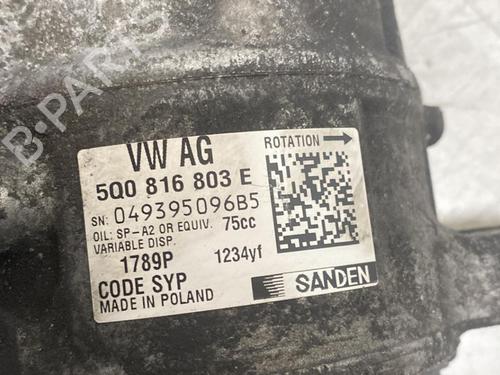 B-PARTS
VW AG
ROTATION
5Q0 816 803 E
SN: 049395096B5
OIL: SP-A2 OR EQUIV. 75cc
VARIABLE DISP.
1789P 1234yf
CODE SYP
MADE IN POLAND
SANDEN